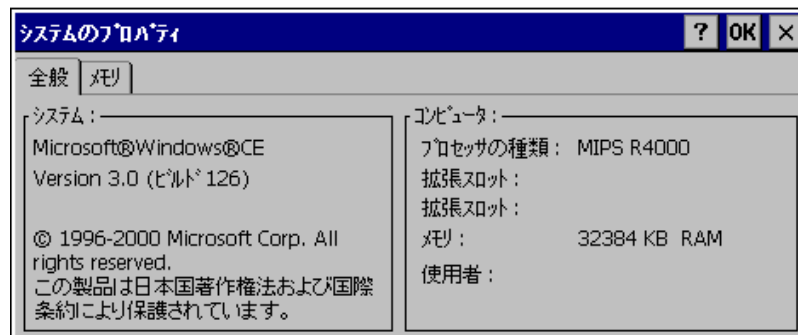 システムのプロパティ
? OK ×
全般 メモリ
システム:
Microsoft®Windows®CE
Version 3.0 (ビルド126)
© 1996-2000 Microsoft Corp. All
rights reserved.
この製品は日本国著作権法および国際
条約により保護されています。
コンピュータ:
プロセッサの種類: MIPS R4000
拡張スロット:
拡張スロット:
メモリ: 32384 KB RAM
使用者: